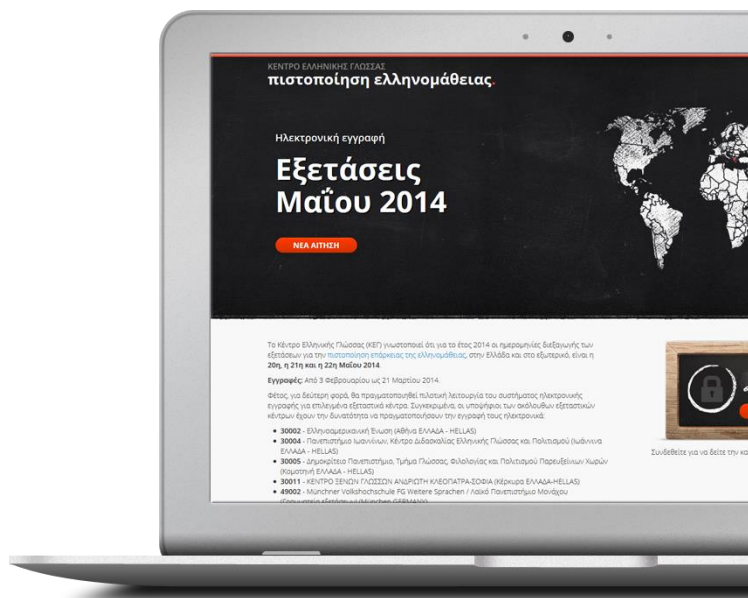 ΚΕΝΤΡΟ ΕΛΛΗΝΙΚΗΣ ΓΛΩΣΣΑΣ
πιστοποίηση ελληνομάθειας.
Ηλεκτρονική εγγραφή
Εξετάσεις
Μαΐου 2014
ΝΕΑ ΑΙΤΗΣΗ
Το Κέντρο Ελληνικής Γλώσσας (ΚΕΓ) γνωστοποιεί ότι για το έτος 2014 οι ημερομηνίες διεξαγωγής των
εξετάσεων για την πιστοποίηση επάρκειας της ελληνομάθειας, στην Ελλάδα και στο εξωτερικό, είναι η
20η, η 21η και η 22η Μαΐου 2014.
Εγγραφές: Από 3 Φεβρουαρίου ως 21 Μαρτίου 2014.
Φέτος, για δεύτερη φορά, θα πραγματοποιηθεί πιλοτική λειτουργία του συστήματος ηλεκτρονικής
εγγραφής για επιλεγμένα εξεταστικά κέντρα. Συγκεκριμένα, οι υποψήφιοι των ακόλουθων εξεταστικών
κέντρων έχουν την δυνατότητα να πραγματοποιήσουν την εγγραφή τους ηλεκτρονικά:
• 30002 - Ελληνοαμερικανική Ένωση (Αθήνα ΕΛΛΑΔΑ - HELLAS)
• 30004 - Πανεπιστήμιο Ιωαννίνων, Κέντρο Διδασκαλίας Ελληνικής Γλώσσας και Πολιτισμού (Ιωάννινα
ΕΛΛΑΔΑ - HELLAS)
• 30005 - Δημοκρίτειο Πανεπιστήμιο, Τμήμα Γλώσσας, Φιλολογίας και Πολιτισμού Παρευξείνιων Χωρών
(Κομοτηνή ΕΛΛΑΔΑ - HELLAS)
• 30011 - ΚΕΝΤΡΟ ΞΕΝΩΝ ΓΛΩΣΣΩΝ ΑΝΔΡΙΩΤΗ ΚΛΕΟΠΑΤΡΑ-ΣΟΦΙΑ (Κέρκυρα ΕΛΛΑΔΑ-HELLAS)
• 49002 - Münchner Volkshochschule FG Weitere Sprachen / Λαϊκό Πανεπιστήμιο Μονάχου
(Γραμματεία εξετάσεων) (München GERMANY)
Συνδεθείτε για να δείτε την